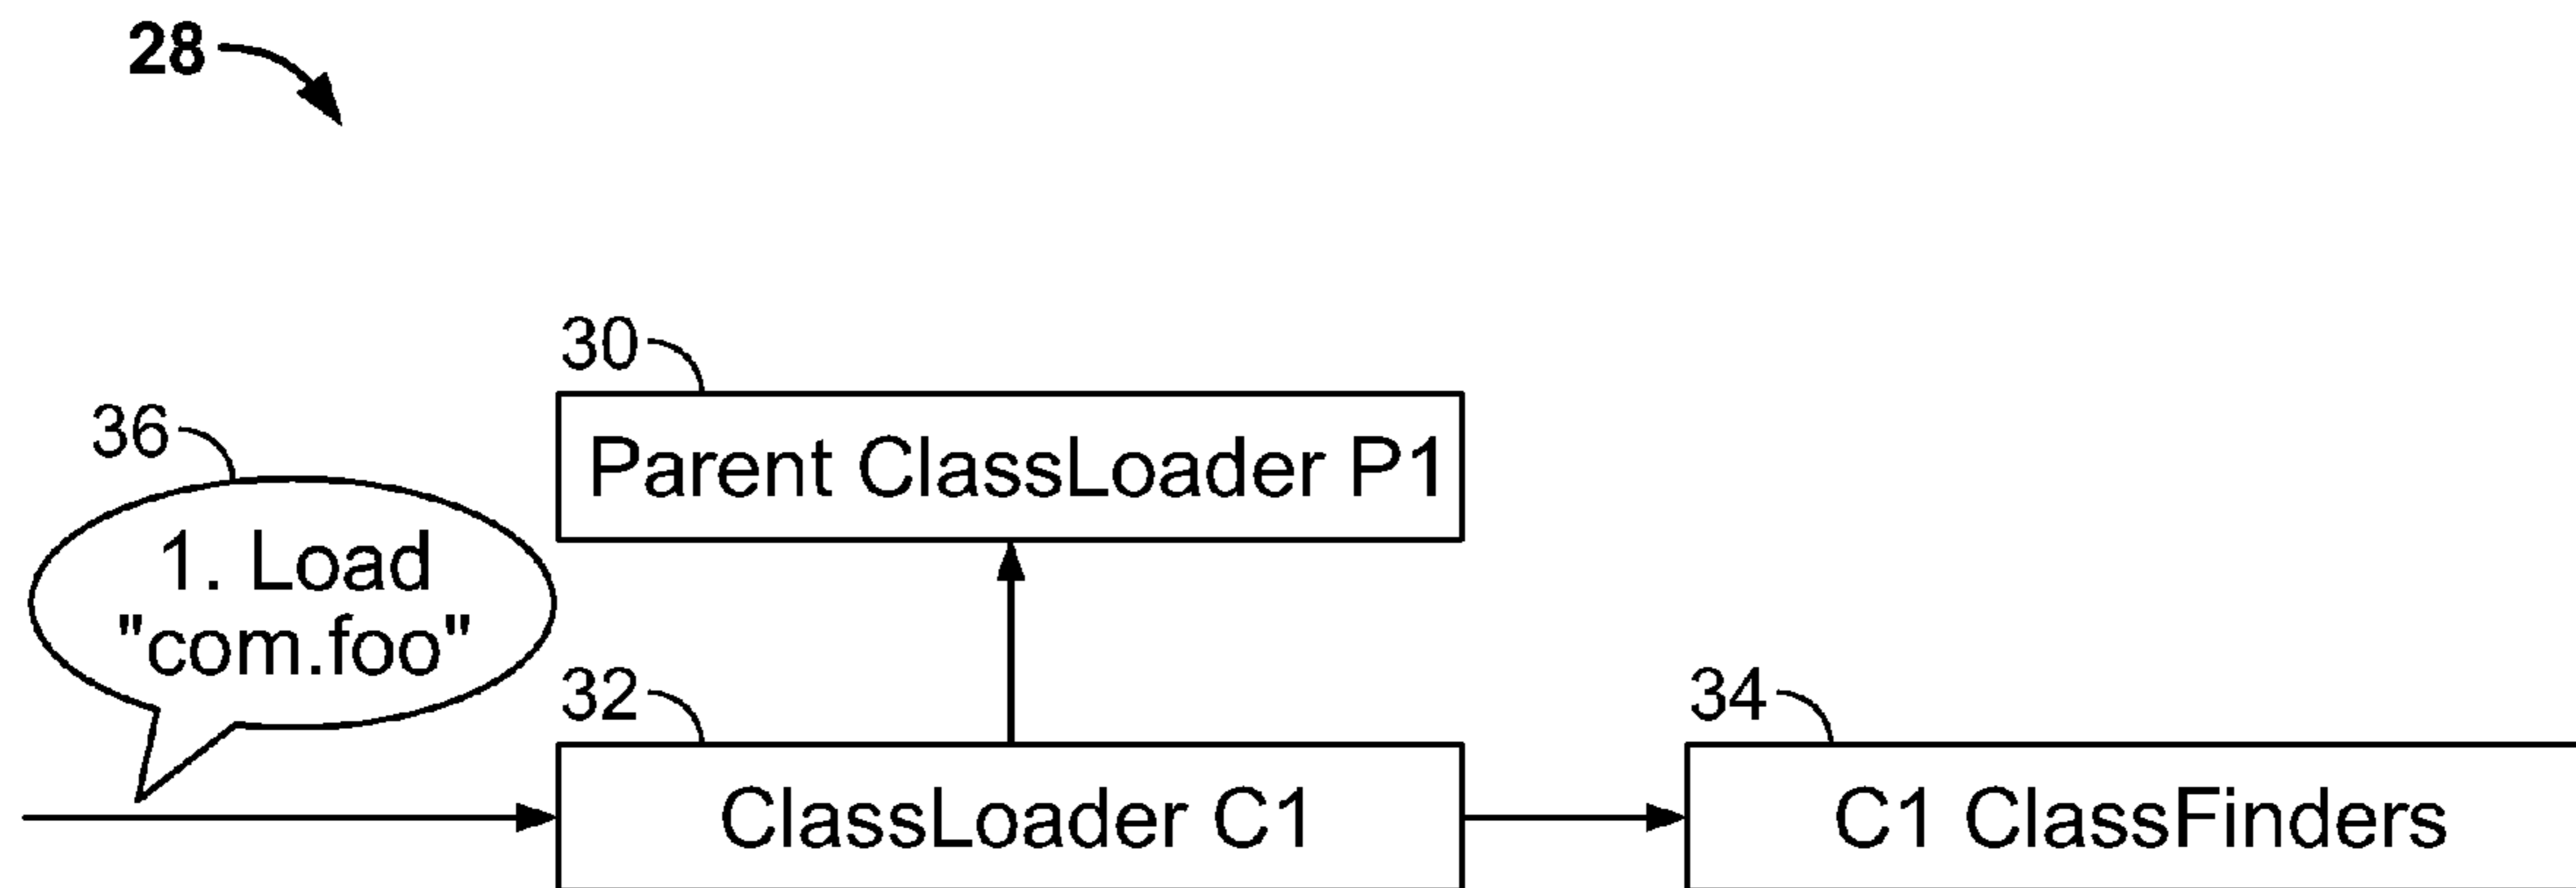 28
30
Parent ClassLoader P1
36
1. Load
"com.foo"
32
ClassLoader C1
34
C1 ClassFinders